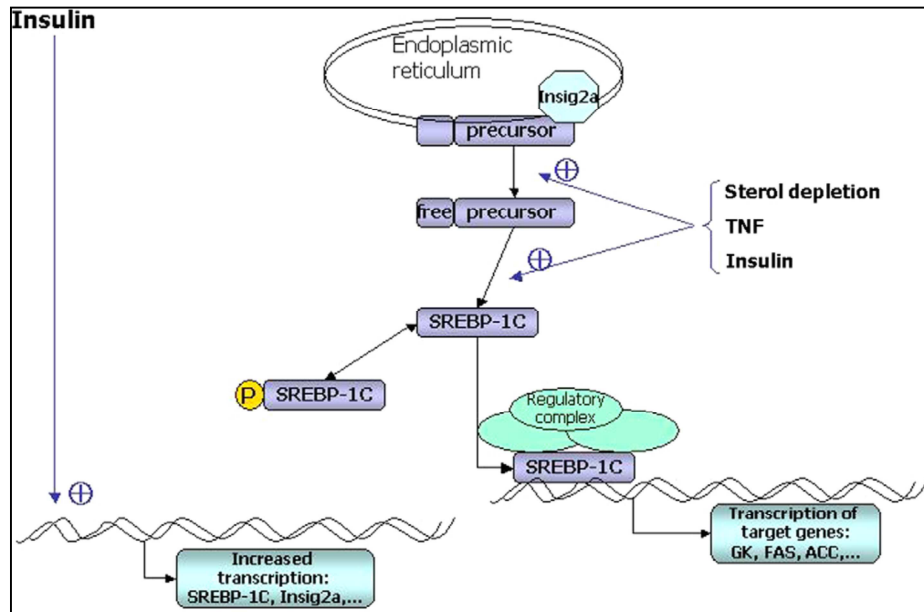 Insulin
Endoplasmic
reticulum
Insig2a
precursor
free precursor
Sterol depletion
TNF
Insulin
SREBP-1C
P SREBP-1C
Regulatory
complex
SREBP-1C
Transcription of
target genes:
GK, FAS, ACC,...
Increased
transcription:
SREBP-1C, Insig2a,...